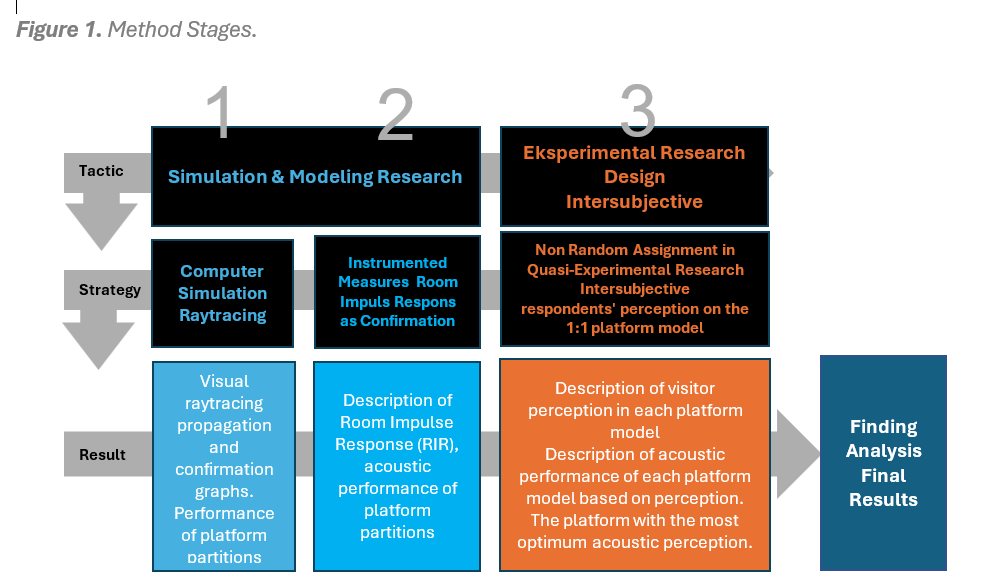 Figure 1. Method Stages.
1
2
3
Tactic
Simulation & Modeling Research
Eksperimental Research
Design
Intersubjective
Strategy
Computer
Simulation
Raytracing
Instrumented
Measures Room
Impuls Respons
as Confirmation
Non Random Assignment in
Quasi-Experimental Research
Intersubjective
respondents' perception on the
1:1 platform model
Result
Visual
raytracing
propagation
and
confirmation
graphs.
Performance
of platform
partitions
Description of
Room Impulse
Response (RIR),
acoustic
performance of
platform
partitions
Description of visitor
perception in each platform
model
Description of acoustic
performance of each platform
model based on perception.
The platform with the most
optimum acoustic perception.
Finding
Analysis
Final
Results